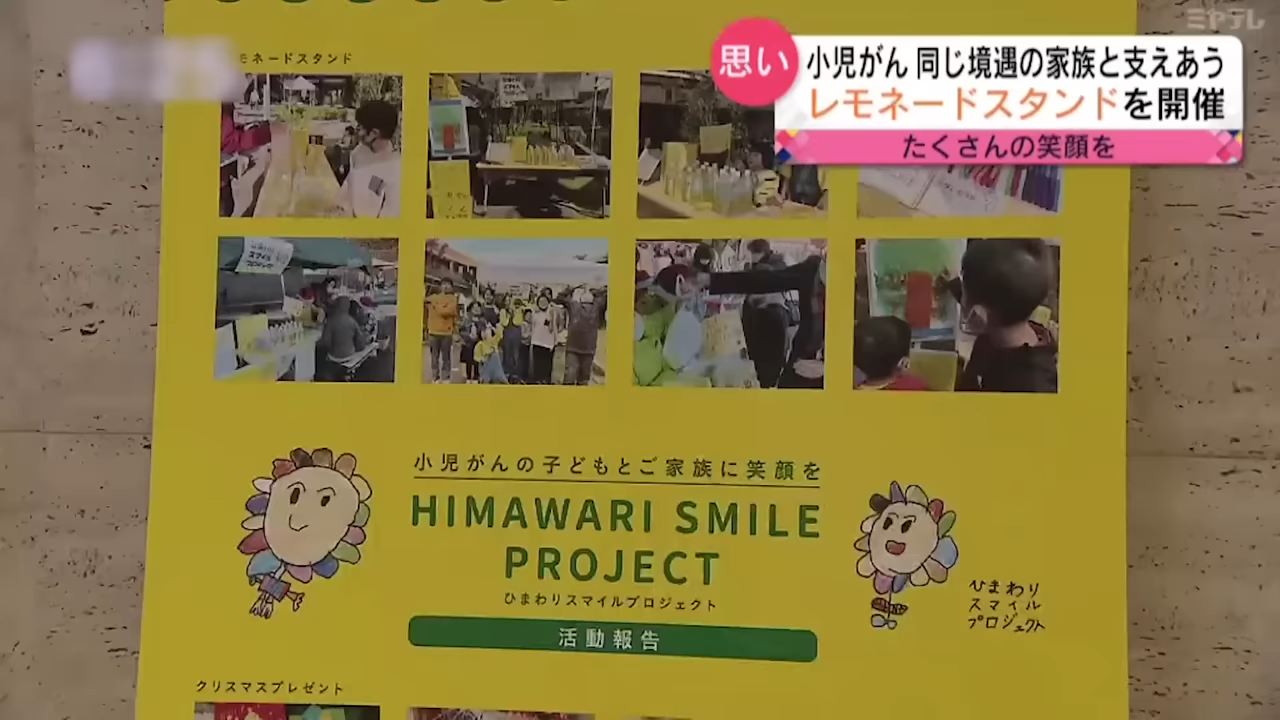 ミヤテレ
思い
小児がん 同じ境遇の家族と支えあう
レモネードスタンドを開催
たくさんの笑顔を
モネードスタンド
小児がんの子どもとご家族に笑顔を
HIMAWARI SMILE
PROJECT
ひまわりスマイルプロジェクト
活動報告
ひまわり
スマイル
プロジェクト
クリスマスプレゼント